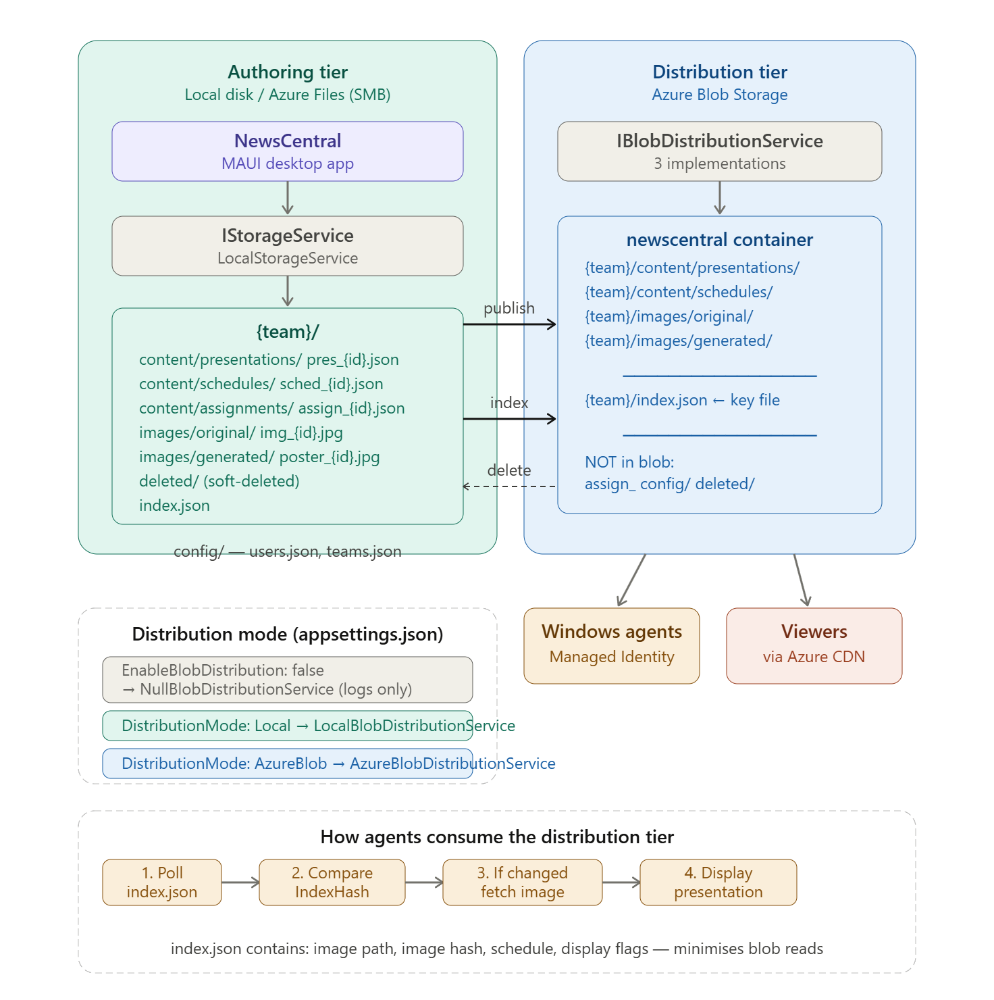 Authoring tier
Local disk / Azure Files (SMB)
NewsCentral
MAUI desktop app
IStorageService
LocalStorageService
{team}/
content/presentations/ pres_{id}.json
content/schedules/ sched_{id}.json
content/assignments/ assign_{id}.json
images/original/ img_{id}.jpg
images/generated/ poster_{id}.jpg
deleted/ (soft-deleted)
index.json
config/ — users.json, teams.json
publish
index
delete
Distribution tier
Azure Blob Storage
IBlobDistributionService
3 implementations
newscentral container
{team}/content/presentations/
{team}/content/schedules/
{team}/images/original/
{team}/images/generated/
{team}/index.json ← key file
NOT in blob:
assign_ config/ deleted/
Windows agents
Managed Identity
Viewers
via Azure CDN
Distribution mode (appsettings.json)
EnableBlobDistribution: false
→ NullBlobDistributionService (logs only)
DistributionMode: Local → LocalBlobDistributionService
DistributionMode: AzureBlob → AzureBlobDistributionService
How agents consume the distribution tier
1. Poll
index.json
2. Compare
IndexHash
3. If changed
fetch image
4. Display
presentation
index.json contains: image path, image hash, schedule, display flags — minimises blob reads